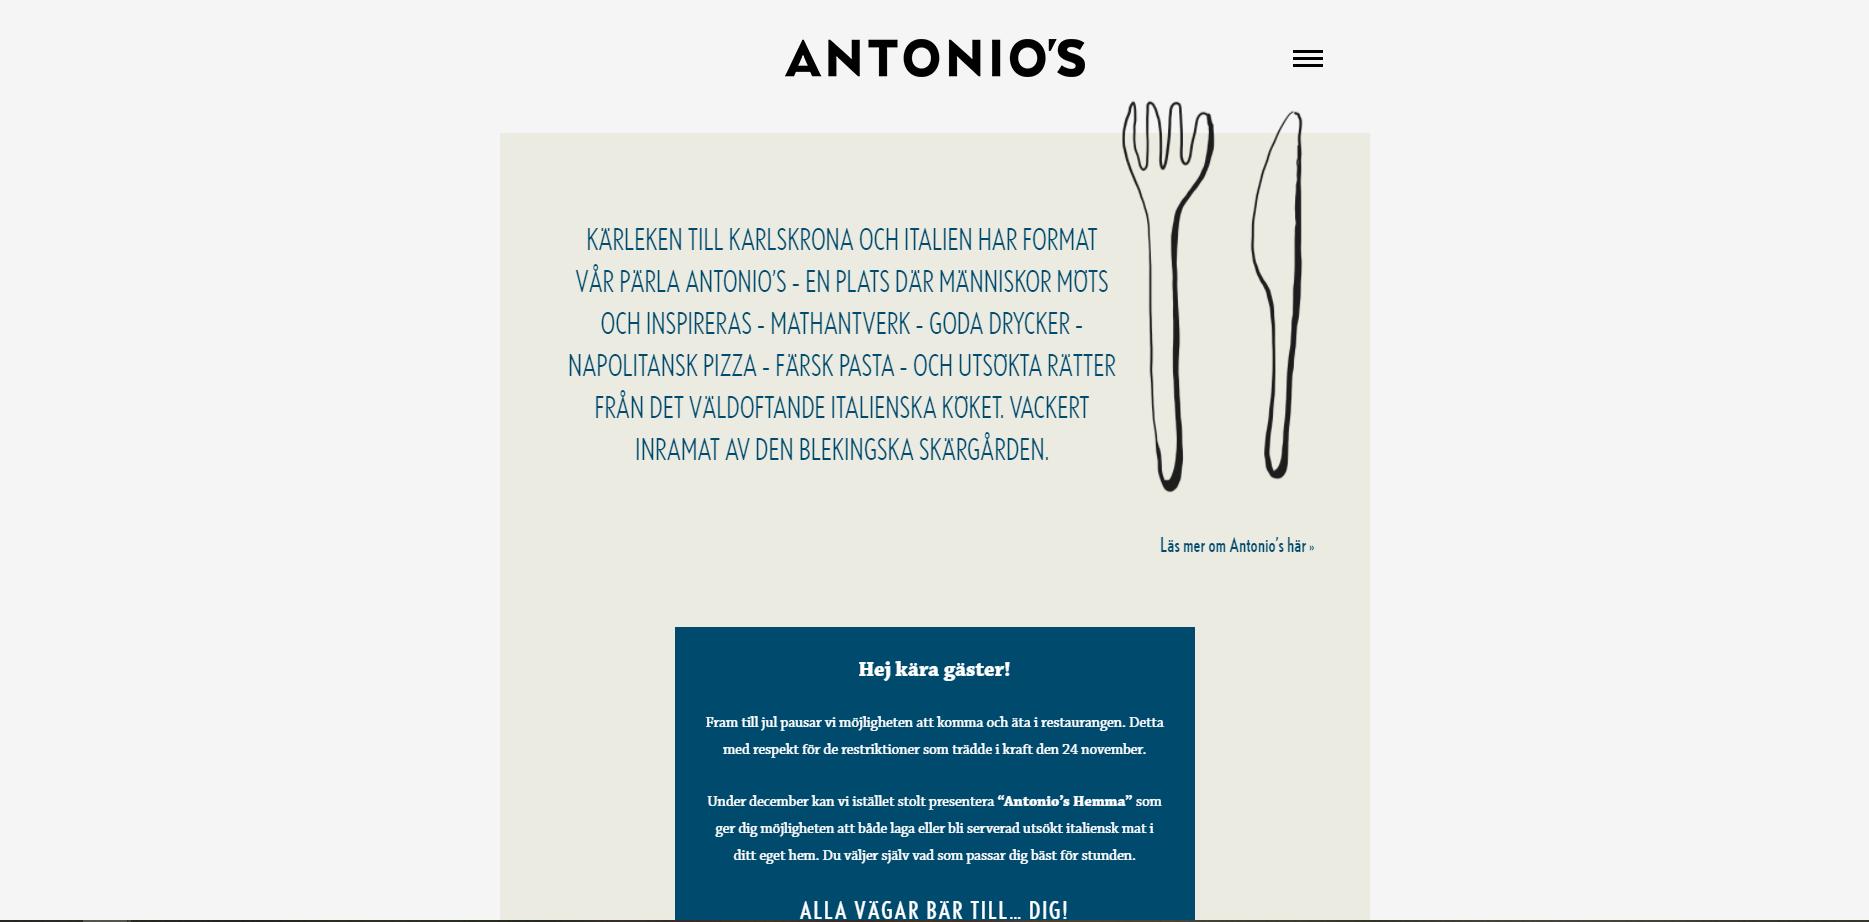 ANTONIO'S
KÄRLEKEN TILL KARLSKRONA OCH ITALIEN HAR FORMAT
VÅR PÄRLA ANTONIO'S - EN PLATS DÄR MÄNNISKOR MÖTS
OCH INSPIRERAS - MATHANTVERK - GODA DRYCKER -
NAPOLITANSK PIZZA - FÄRSK PASTA - OCH UTSÖKTA RÄTTER
FRÅN DET VÄLDOFTANDE ITALIENSKA KÖKET. VACKERT
INRAMAT AV DEN BLEKINGSKA SKÄRGÅRDEN.
Läs mer om Antonio's här »
Hej kära gäster!
Fram till jul pausar vi möjligheten att komma och äta i restaurangen. Detta
med respekt för de restriktioner som trädde i kraft den 24 november.
Under december kan vi istället stolt presentera “Antonio’s Hemma” som
ger dig möjligheten att både laga eller bli serverad utsökt italiensk mat i
ditt eget hem. Du väljer själv vad som passar dig bäst för stunden.
ALLA VÄGAR BÄR TILL... DIG!